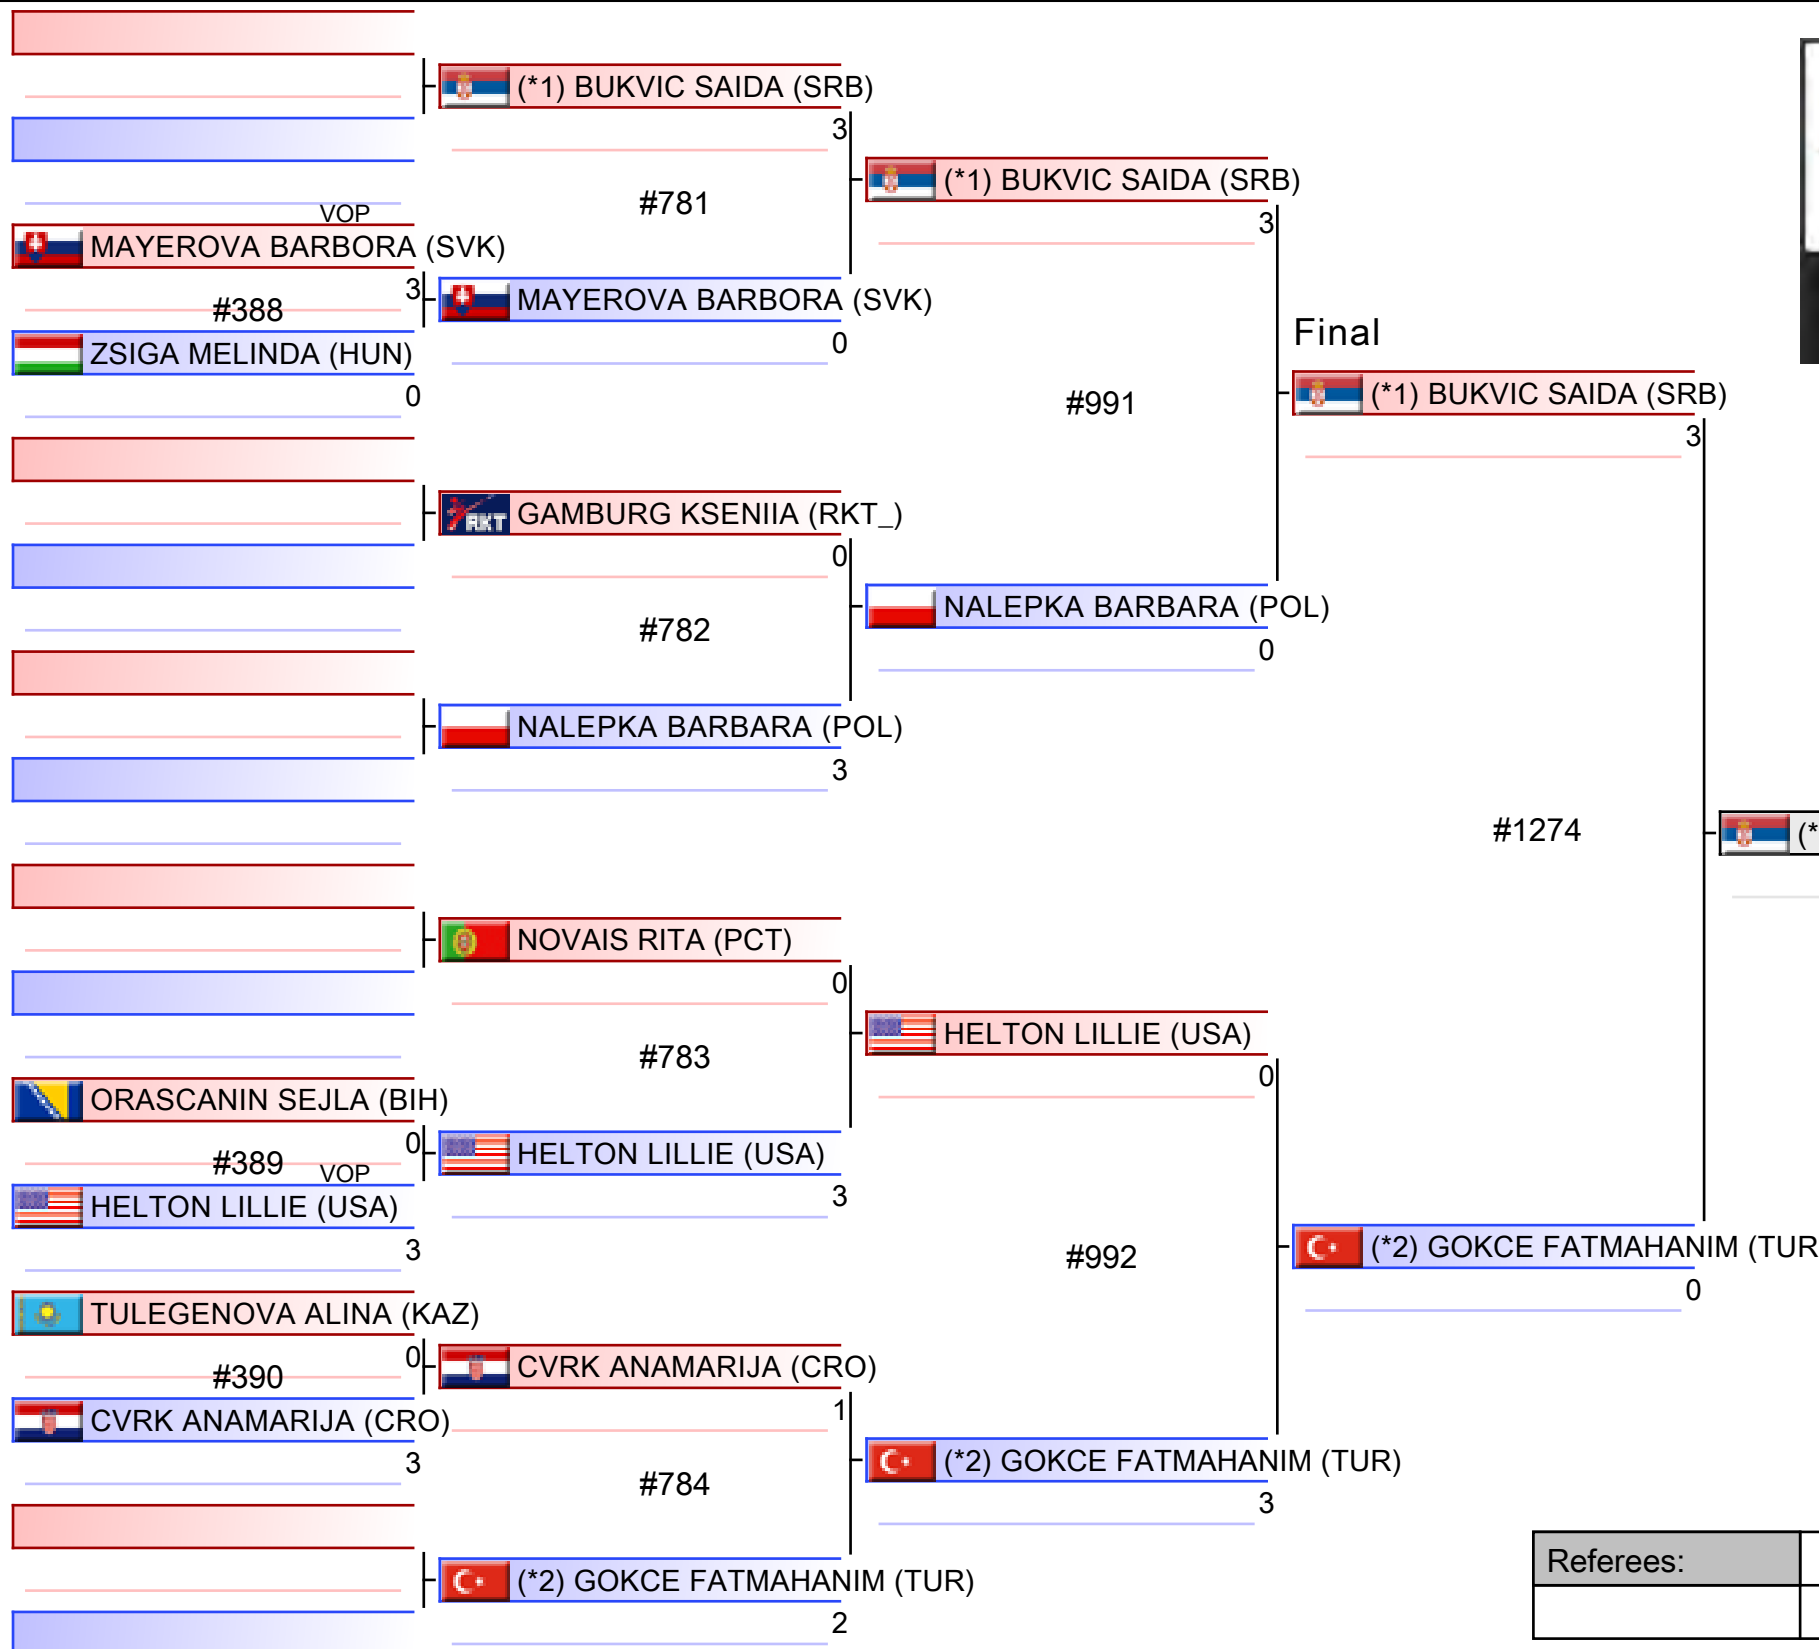 (*1) BUKVIC SAIDA (SRB)
3
#781
(*1) BUKVIC SAIDA (SRB)
3
VOP
MAYEROVA BARBORA (SVK)
3
#388
MAYEROVA BARBORA (SVK)
0
ZSIGA MELINDA (HUN)
0
#991
Final
(*1) BUKVIC SAIDA (SRB)
3
RKT
GAMBURG KSENIIA (RKT_)
0
#782
NALEPKA BARBARA (POL)
0
NALEPKA BARBARA (POL)
3
#1274
(*
NOVAIS RITA (PCT)
0
#783
HELTON LILLIE (USA)
0
ORASCANIN SEJLA (BIH)
0
#389
VOP
HELTON LILLIE (USA)
3
HELTON LILLIE (USA)
3
#992
(*2) GOKCE FATMAHANIM (TUR
0
TULEGENOVA ALINA (KAZ)
0
#390
CVRK ANAMARIJA (CRO)
1
CVRK ANAMARIJA (CRO)
3
#784
(*2) GOKCE FATMAHANIM (TUR)
3
(*2) GOKCE FATMAHANIM (TUR)
2
Referees: